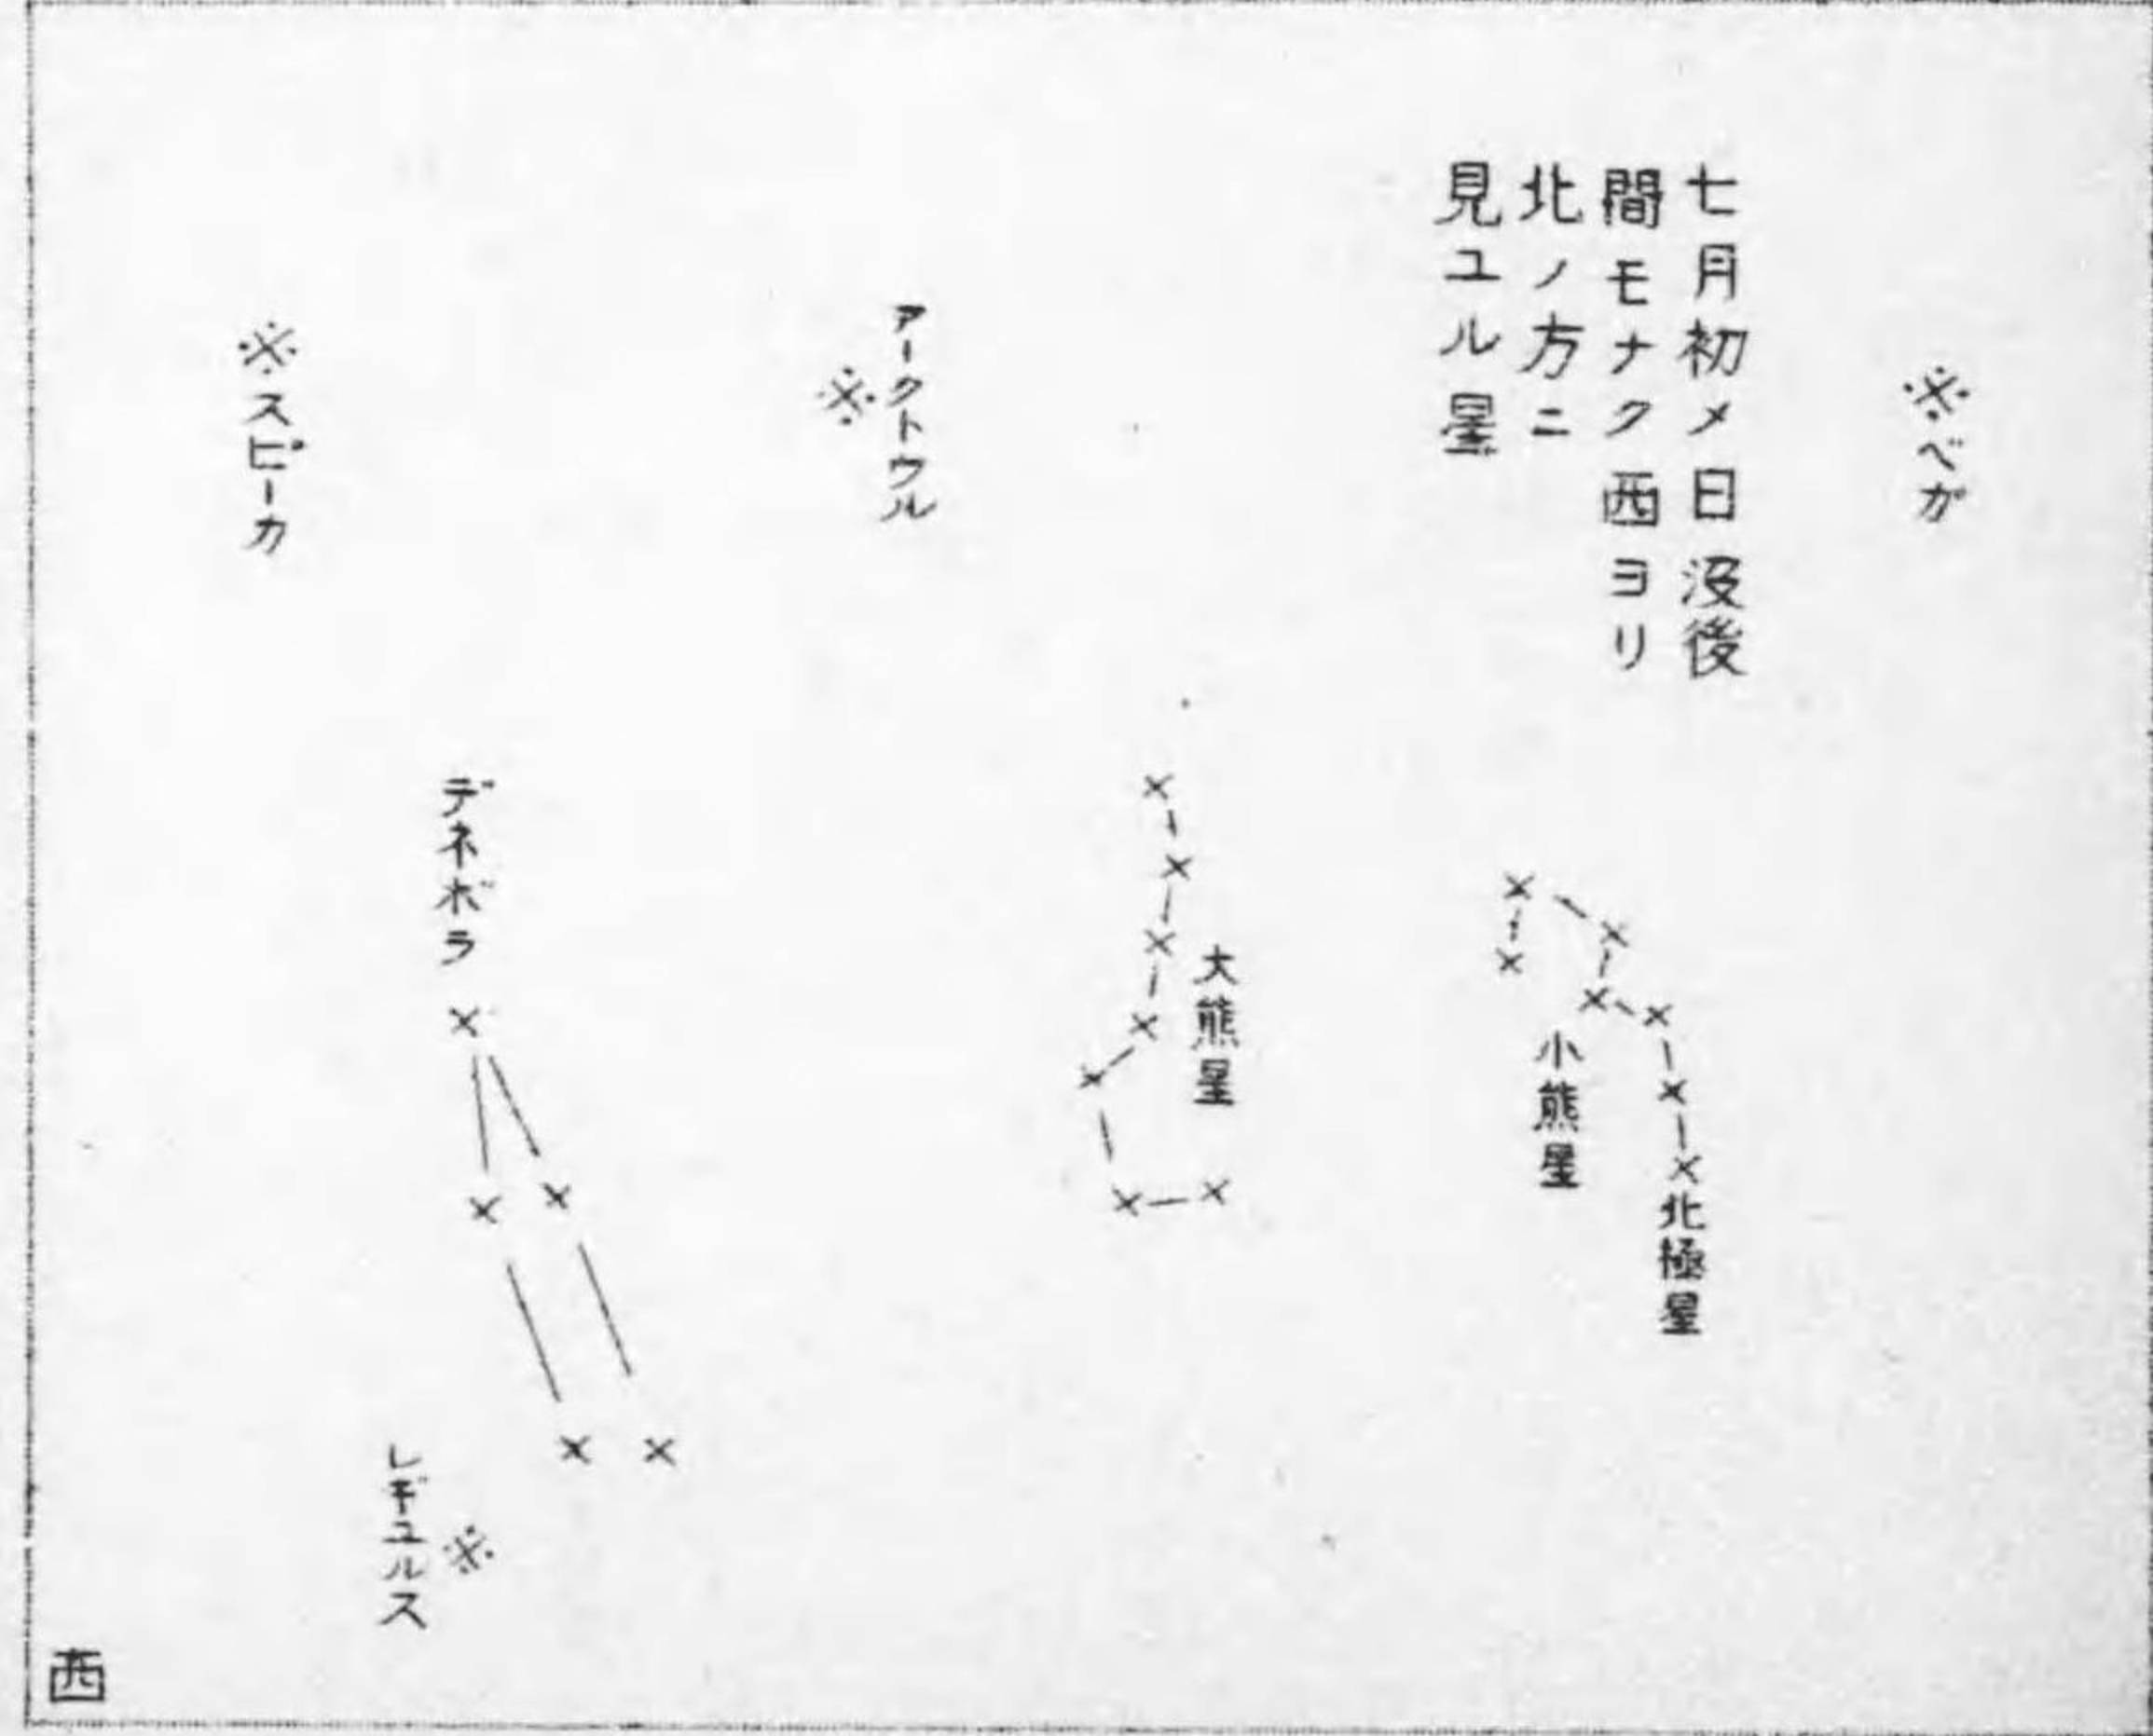 七月初メ日没後
間モナク西ヨリ
北ノ方ニ
見ユル星
ベガ
アークトウル
スピーカ
デネボラ
大熊星
小熊星
北極星
レギユルス
西